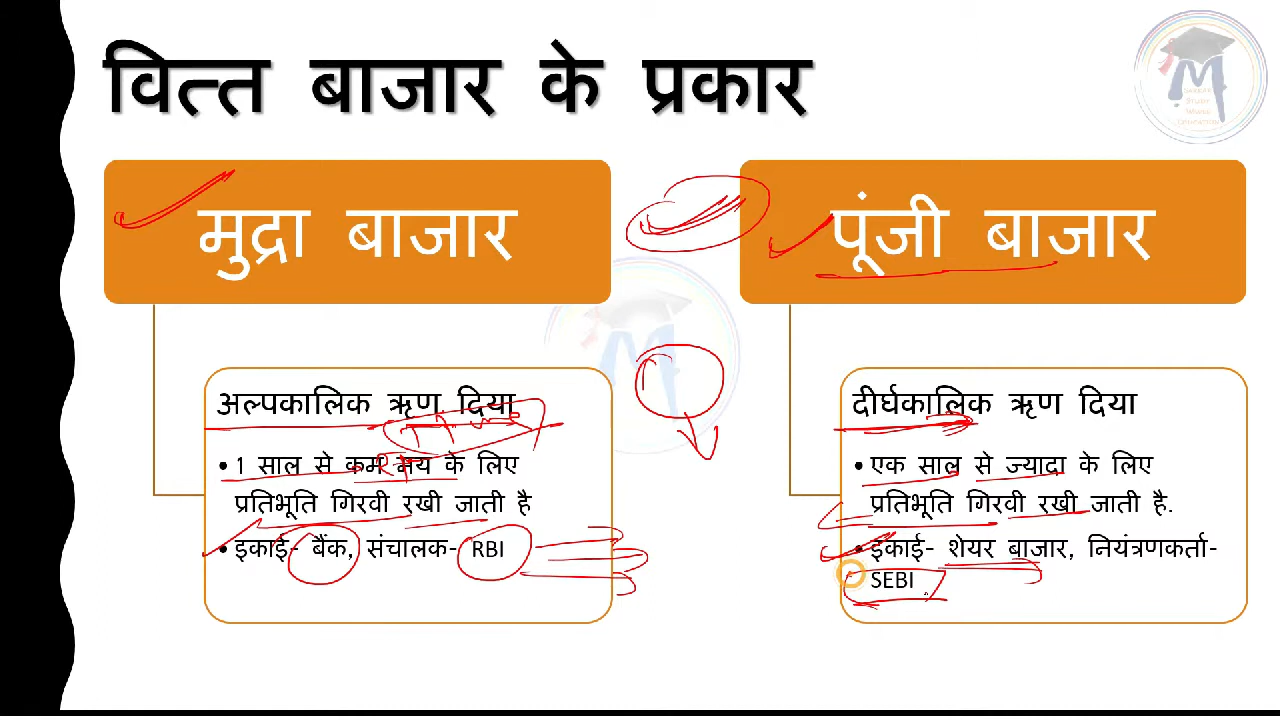 वित्त बाजार के प्रकार
मुद्रा बाजार
पूंजी बाजार
अल्पकालिक ऋण दिया
• 1 साल से कम समय के लिए
प्रतिभूति गिरवी रखी जाती है
• इकाई- बैंक, संचालक- RBI
दीर्घकालिक ऋण दिया
• एक साल से ज्यादा के लिए
प्रतिभूति गिरवी रखी जाती है.
• इकाई- शेयर बाजार, नियंत्रणकर्ता-
SEBI